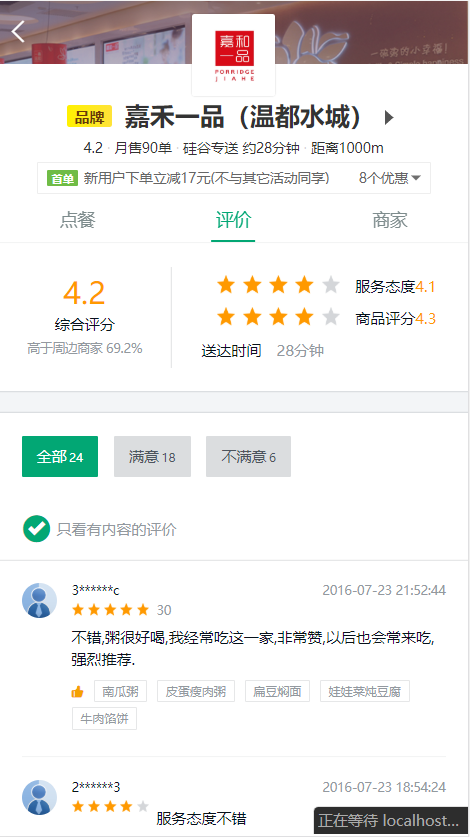 一碗粥的小幸福!
Simple happiness
嘉和
一品
PORRIDGE
JIAHE
品牌 嘉禾一品（温都水城）
4.2 · 月售90单 · 硅谷专送 约28分钟 · 距离1000m
首单 新用户下单立减17元(不与其它活动同享) 8个优惠
点餐 评价 商家
4.2
综合评分
高于周边商家 69.2%
服务态度4.1
商品评分4.3
送达时间 28分钟
全部24 满意18 不满意6
只看有内容的评价
3******c 2016-07-23 21:52:44
30
不错,粥很好喝,我经常吃这一家,非常赞,以后也会常来吃,
强烈推荐.
南瓜粥 皮蛋瘦肉粥 扁豆焖面 娃娃菜炖豆腐
牛肉馅饼
2******3 2016-07-23 18:54:24
服务态度不错
正在等待 localhost...